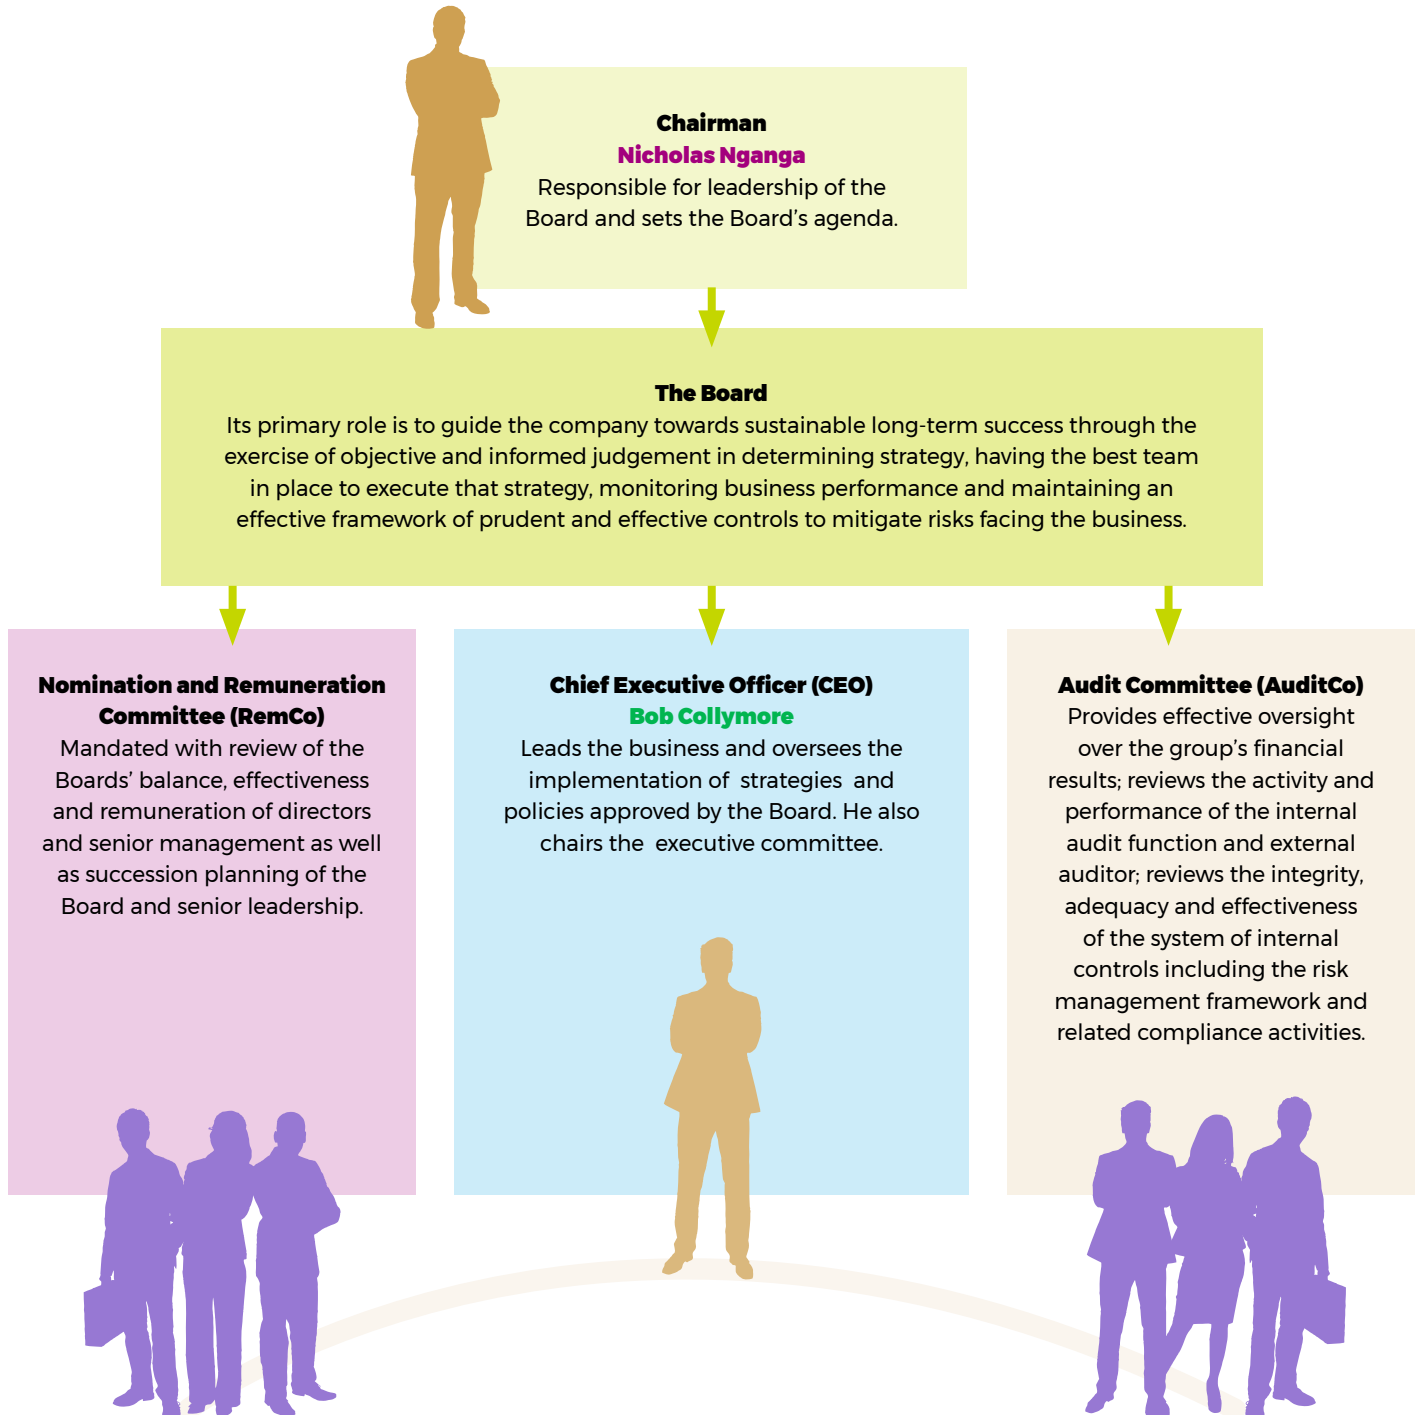 Chairman
Nicholas Nganga
Responsible for leadership of the
Board and sets the Board's agenda.
The Board
Its primary role is to guide the company towards sustainable long-term success through the
exercise of objective and informed judgement in determining strategy, having the best team
in place to execute that strategy, monitoring business performance and maintaining an
effective framework of prudent and effective controls to mitigate risks facing the business.
Nomination and Remuneration
Committee (RemCo)
Mandated with review of the
Boards' balance, effectiveness
and remuneration of directors
and senior management as well
as succession planning of the
Board and senior leadership.
Chief Executive Officer (CEO)
Bob Collymore
Leads the business and oversees the
implementation of strategies and
policies approved by the Board. He also
chairs the executive committee.
Audit Committee (AuditCo)
Provides effective oversight
over the group's financial
results; reviews the activity and
performance of the internal
audit function and external
auditor; reviews the integrity,
adequacy and effectiveness
of the system of internal
controls including the risk
management framework and
related compliance activities.